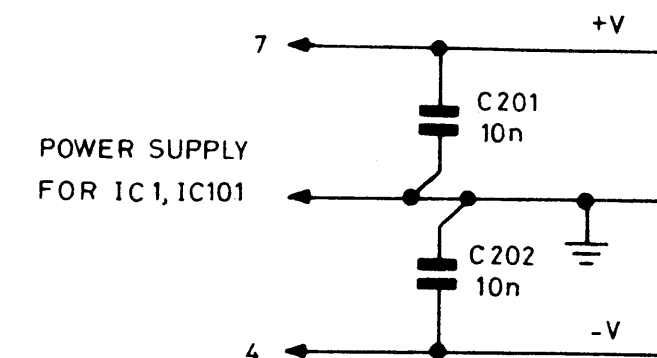 +V
7
C201
10n
POWER SUPPLY
FOR IC1, IC101
C202
10n
-V
4